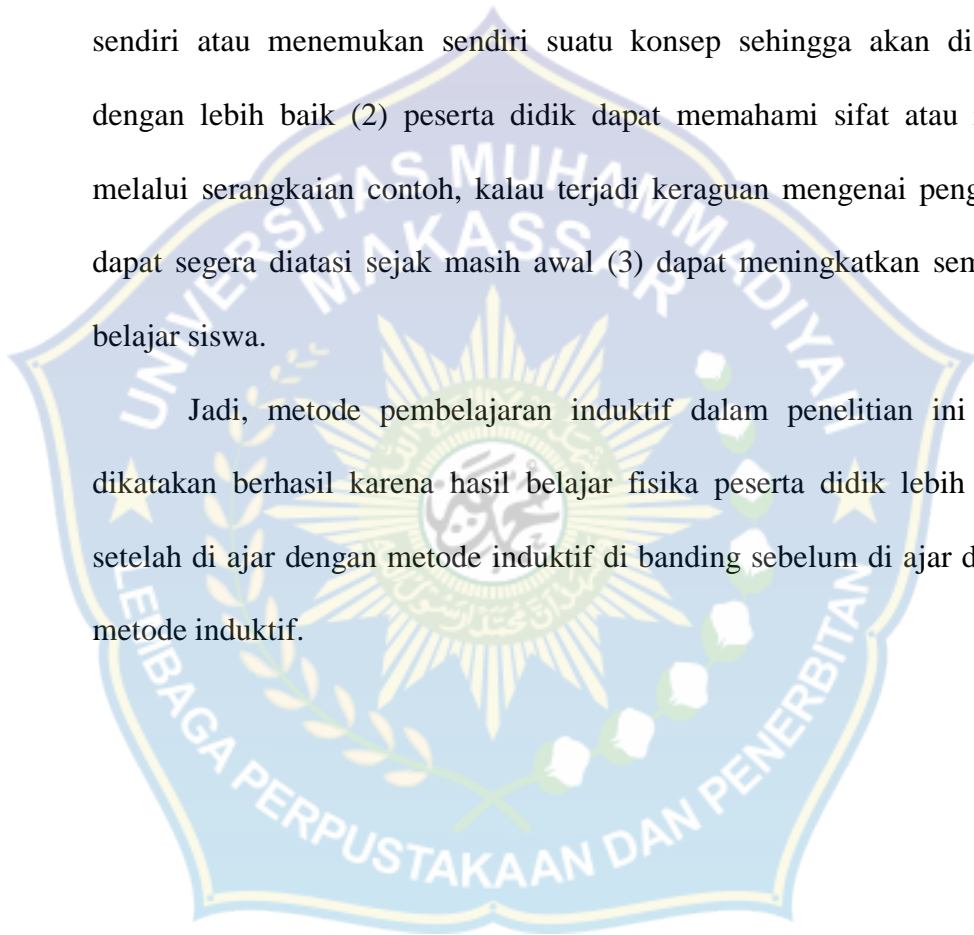 sendiri atau menemukan sendiri suatu konsep sehingga akan di
dengan lebih baik (2) peserta didik dapat memahami sifat atau
melalui serangkaian contoh, kalau terjadi keraguan mengenai peng
dapat segera diatasi sejak masih awal (3) dapat meningkatkan sem
belajar siswa.
Jadi, metode pembelajaran induktif dalam penelitian ini
dikatakan berhasil karena hasil belajar fisika peserta didik lebih
setelah di ajar dengan metode induktif di banding sebelum di ajar d
metode induktif.
UNIVERSITAS MUHAMMADIYAH
MAKASSAR
LEMBAGA PERPUSTAKAAN DAN PENERBITAN